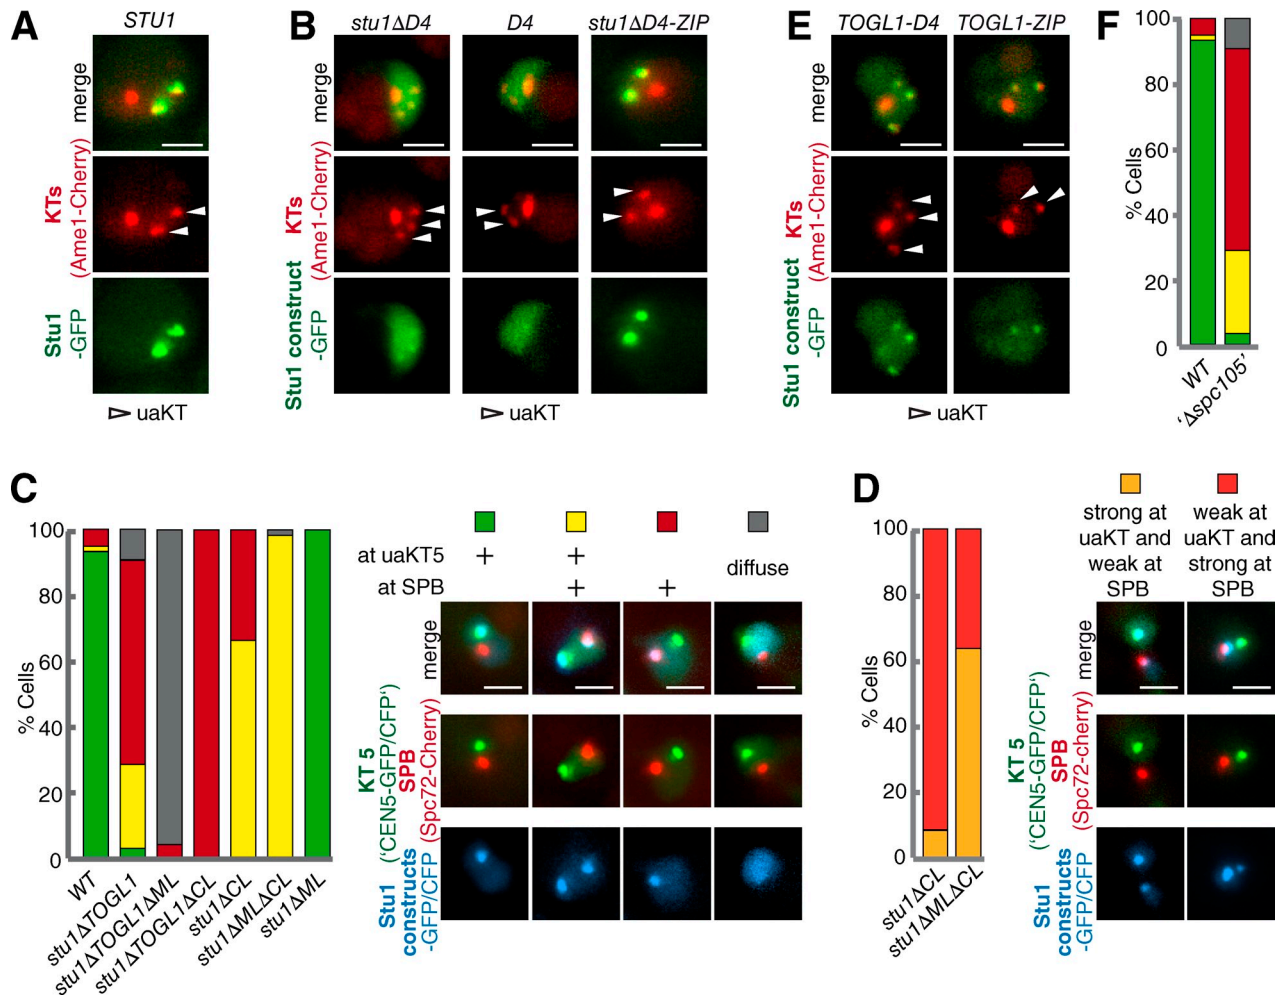 A
STU1
merge
KTs
(Ame1-Cherry)
Stu1
-GFP
uaKT
B
stu1ΔD4
D4
stu1ΔD4-ZIP
merge
KTs
(Ame1-Cherry)
Stu1 construct
-GFP
uaKT
E
TOGL1-D4
TOGL1-ZIP
merge
KTs
(Ame1-Cherry)
Stu1 construct
-GFP
uaKT
F
100
80
60
40
20
0
% Cells
WT
‘Δspc105’
C
100
80
60
40
20
0
% Cells
WT
stu1ΔTOGL1
stu1ΔTOGL1ΔML
stu1ΔTOGL1ΔCL
stu1ΔCL
stu1ΔMLΔCL
stu1ΔML
at uaKT5
+ +
at SPB
+ +
diffuse
merge
KT 5
(‘CEN5-GFP/CFP‘)
SPB
(Spc72-Cherry)
Stu1
constructs
-GFP/CFP
D
100
80
60
40
20
0
% Cells
stu1ΔCL
stu1ΔMLΔCL
strong at
uaKT and
weak at
SPB
weak at
uaKT and
strong at
SPB
merge
KT 5
(‘CEN5-GFP/CFP‘)
SPB
(Spc72-Cherry)
Stu1
constructs
-GFP/CFP